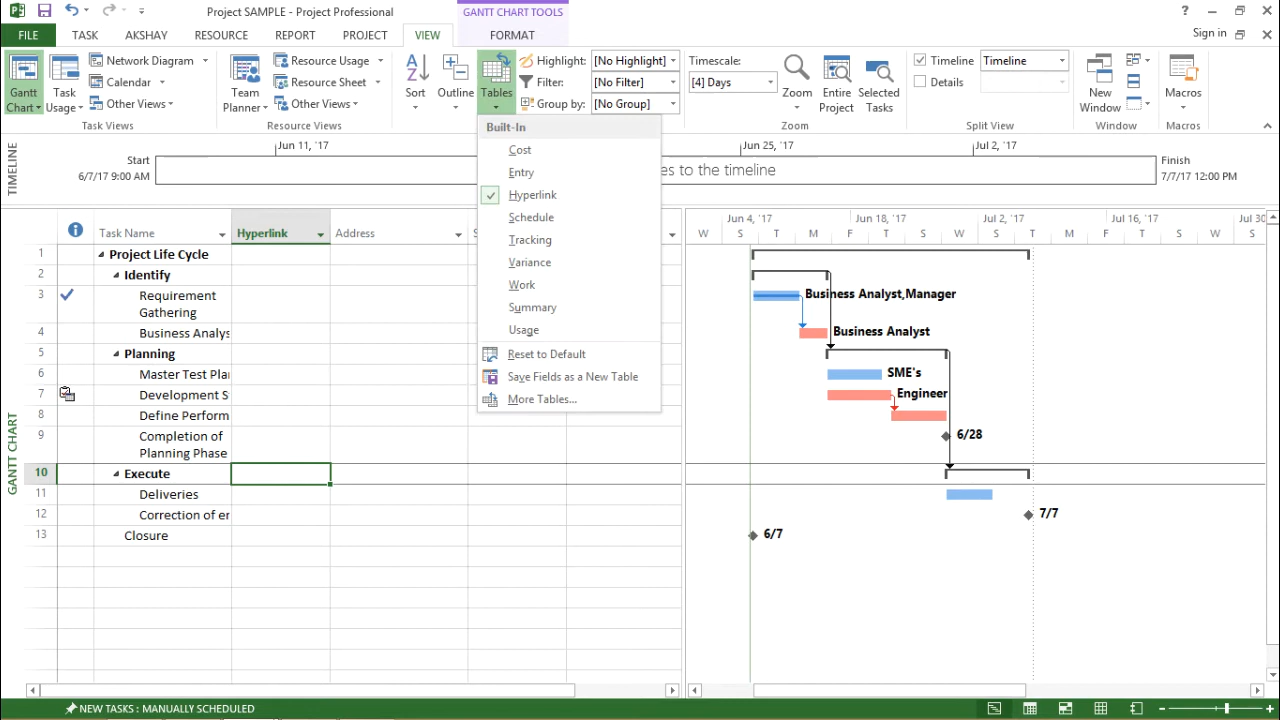 Project SAMPLE - Project Professional
GANTT CHART TOOLS
?
FILE
TASK
AKSHAY
RESOURCE
REPORT
PROJECT
VIEW
FORMAT
Sign in
Gantt Chart
Task Usage
Network Diagram
Calendar
Other Views
Task Views
Team Planner
Resource Usage
Resource Sheet
Other Views
Resource Views
Sort
Outline
Tables
Highlight: [No Highlight]
Filter: [No Filter]
Group by: [No Group]
Timescale:
[4] Days
Zoom
Entire Project
Selected Tasks
Zoom
Timeline Timeline
Details
Split View
New Window
Window
Macros
Macros
TIMELINE
Start
6/7/17 9:00 AM
Jun 11, '17
Jun 25, '17
Jul 2, '17
es to the timeline
Finish
7/7/17 12:00 PM
Built-In
Cost
Entry
Hyperlink
Schedule
Tracking
Variance
Work
Summary
Usage
Reset to Default
Save Fields as a New Table
More Tables...
GANTT CHART
Task Name Hyperlink Address
1 Project Life Cycle
2 Identify
3 Requirement
Gathering
4 Business Analys
5 Planning
6 Master Test Pla
7 Development S
8 Define Perform
9 Completion of
Planning Phase
10 Execute
11 Deliveries
12 Correction of er
13 Closure
Jun 4, '17 Jun 18, '17 Jul 2, '17 Jul 16, '17 Jul 30
W S T M F S W T M F S
Business Analyst,Manager
Business Analyst
SME's
Engineer
6/28
7/7
6/7
NEW TASKS : MANUALLY SCHEDULED